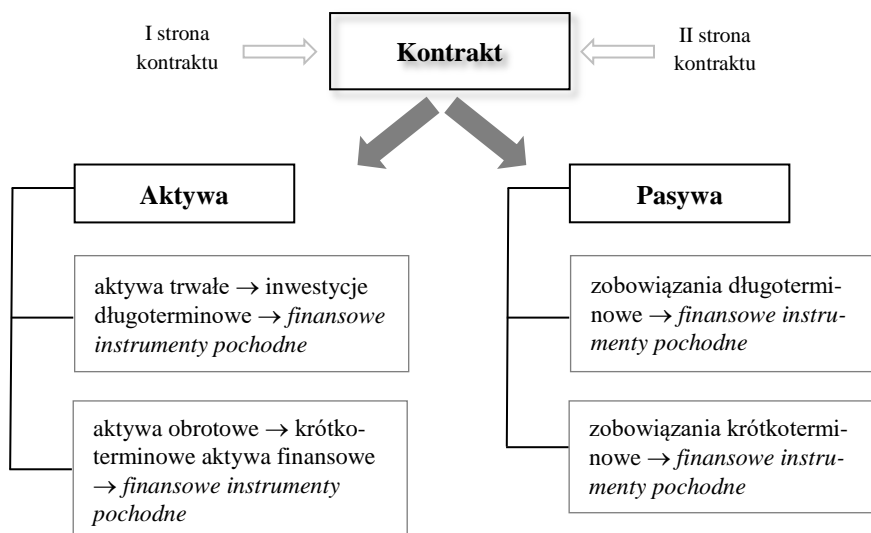 I strona
kontraktu
Kontrakt
II strona
kontraktu
Aktywa
aktywa trwałe → inwestycje
długoterminowe → finansowe
instrumenty pochodne
aktywa obrotowe → krótko-
terminowe aktywa finansowe
→ finansowe instrumenty
pochodne
Pasywa
zobowiązania długotermi-
nowe → finansowe instru-
menty pochodne
zobowiązania krótkotermi-
nowe → finansowe instru-
menty pochodne